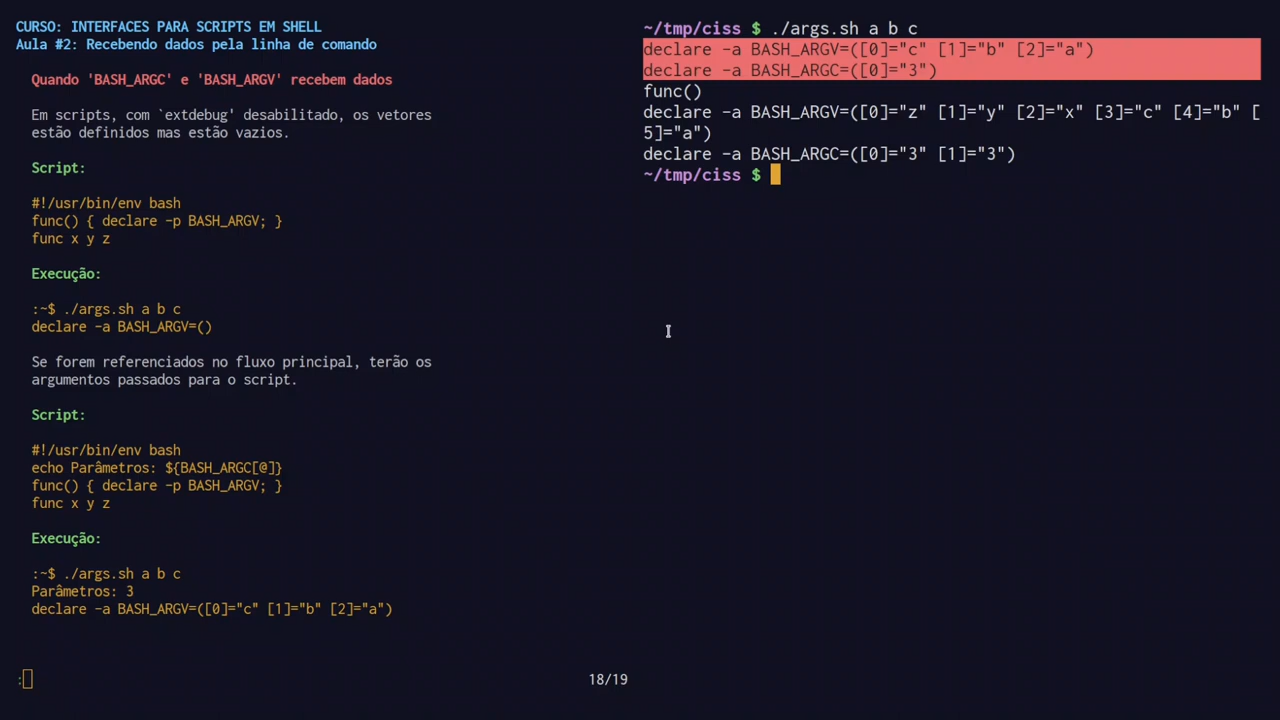 CURSO: INTERFACES PARA SCRIPTS EM SHELL
Aula #2: Recebendo dados pela linha de comando
Quando 'BASH_ARGC' e 'BASH_ARGV' recebem dados
Em scripts, com `extdebug' desabilitado, os vetores
estão definidos mas estão vazios.
Script:
#!/usr/bin/env bash
func() { declare -p BASH_ARGV; }
func x y z
Execução:
:~$ ./args.sh a b c
declare -a BASH_ARGV=()
Se forem referenciados no fluxo principal, terão os
argumentos passados para o script.
Script:
#!/usr/bin/env bash
echo Parâmetros: ${BASH_ARGC[@]}
func() { declare -p BASH_ARGV; }
func x y z
Execução:
:~$ ./args.sh a b c
Parâmetros: 3
declare -a BASH_ARGV=([0]="c" [1]="b" [2]="a")
:
18/19
~/tmp/ciss $ ./args.sh a b c
declare -a BASH_ARGV=([0]="c" [1]="b" [2]="a")
declare -a BASH_ARGC=([0]="3")
func()
declare -a BASH_ARGV=([0]="z" [1]="y" [2]="x" [3]="c" [4]="b" [
5]="a")
declare -a BASH_ARGC=([0]="3" [1]="3")
~/tmp/ciss $